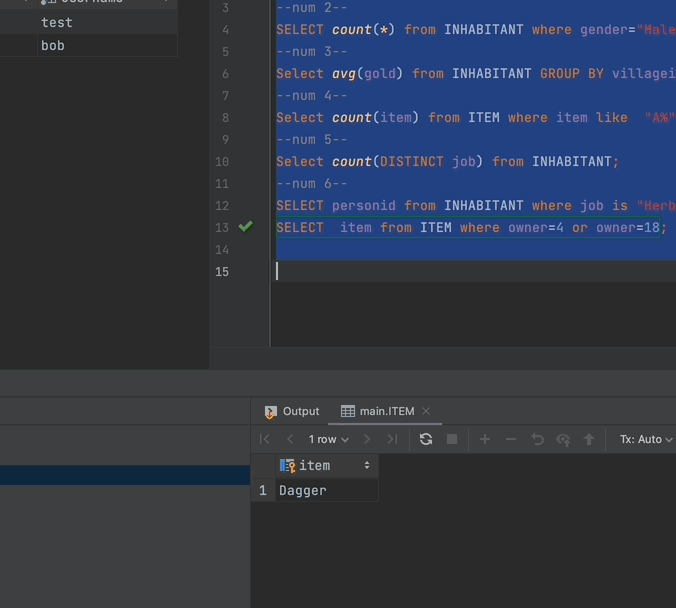 test
bob
3 --num 2--
4 SELECT count(*) from INHABITANT where gender="Male
5 --num 3--
6 Select avg(gold) from INHABITANT GROUP BY villagei
7 --num 4--
8 Select count(item) from ITEM where item like "A%"
9 --num 5--
10 Select count(DISTINCT job) from INHABITANT;
11 --num 6--
12 SELECT personid from INHABITANT where job is "Herb
13 SELECT item from ITEM where owner=4 or owner=18;
14
15
Output main.ITEM
1 row Tx: Auto
item
1 Dagger